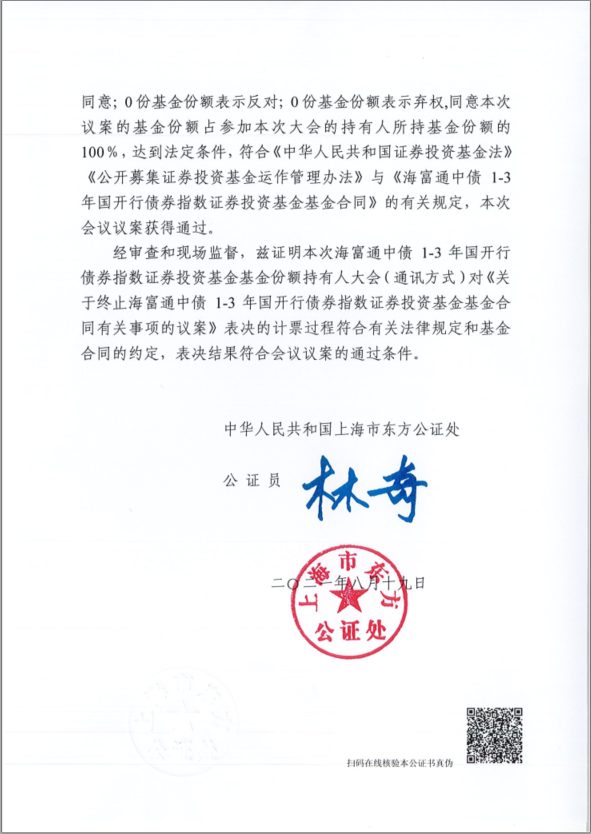 同意；0份基金份额表示反对；0份基金份额表示弃权,同意本次
议案的基金份额占参加本次大会的持有人所持基金份额的
100%，达到法定条件，符合《中华人民共和国证券投资基金法》
《公开募集证券投资基金运作管理办法》与《海富通中债 1-3
年国开行债券指数证券投资基金基金合同》的有关规定，本次
会议议案获得通过。
经审查和现场监督，兹证明本次海富通中债 1-3 年国开行
债券指数证券投资基金基金份额持有人大会（通讯方式）对《关
于终止海富通中债 1-3 年国开行债券指数证券投资基金基金合
同有关事项的议案》表决的计票过程符合有关法律规定和基金
合同的约定，表决结果符合会议议案的通过条件。
中华人民共和国上海市东方公证处
公 证 员 林奇
二〇二一年八月十九日
上海市东方
公证处
扫码在线核验本公证书真伪